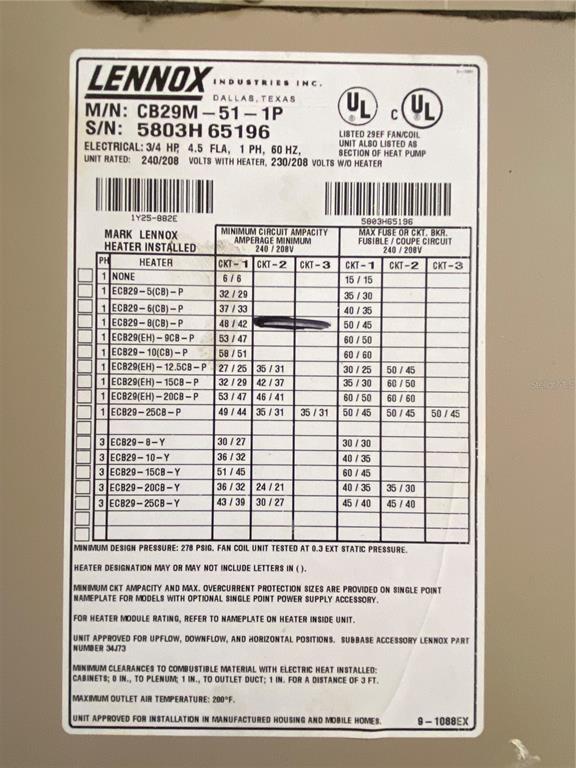 LENNOX INDUSTRIES INC.
DALLAS, TEXAS
M/N: CB29M-51-1P
S/N: 5803H 65196
UL C UL
ELECTRICAL: 3/4 HP, 4.5 FLA, 1 PH, 60 HZ,
UNIT RATED: 240/208 VOLTS WITH HEATER, 230/208 VOLTS W/O HEATER
LISTED 29EF FAN/COIL
UNIT ALSO LISTED AS
SECTION OF HEAT PUMP
1Y25-882E
5803H65196
MARK LENNOX
HEATER INSTALLED
MINIMUM CIRCUIT AMPACITY
AMPERAGE MINIMUM
240 / 208V
MAX FUSE OR CKT. BKR.
FUSIBLE / COUPE CIRCUIT
240 / 208V
PH HEATER CKT-1 CKT-2 CKT-3 CKT-1 CKT-2 CKT-3
1 NONE 6 / 6 15 / 15
1 ECB29-5(CB)-P 32 / 29 35 / 30
1 ECB29-6(CB)-P 37 / 33 40 / 35
1 ECB29-8(CB)-P 48 / 42 50 / 45
1 ECB29(EH)-9CB-P 53 / 47 60 / 50
1 ECB29-10(CB)-P 58 / 51 60 / 60
1 ECB29(EH)-12.5CB-P 27 / 25 35 / 31 30 / 25 50 / 45
1 ECB29(EH)-15CB-P 32 / 29 42 / 37 35 / 30 60 / 50
1 ECB29(EH)-20CB-P 53 / 47 46 / 41 60 / 50 60 / 60
1 ECB29-25CB-P 49 / 44 35 / 31 35 / 31 50 / 45 50 / 45 50 / 45
3 ECB29-8-Y 30 / 27 30 / 30
3 ECB29-10-Y 36 / 32 40 / 35
3 ECB29-15CB-Y 51 / 45 60 / 45
3 ECB29-20CB-Y 36 / 32 24 / 21 40 / 35 35 / 30
3 ECB29-25CB-Y 43 / 39 30 / 27 45 / 40 45 / 40
MINIMUM DESIGN PRESSURE: 278 PSIG. FAN COIL UNIT TESTED AT 0.3 EXT STATIC PRESSURE.
HEATER DESIGNATION MAY OR MAY NOT INCLUDE LETTERS IN ( ).
MINIMUM CKT AMPACITY AND MAX. OVERCURRENT PROTECTION SIZES ARE PROVIDED ON SINGLE POINT
NAMEPLATE FOR MODELS WITH OPTIONAL SINGLE POINT POWER SUPPLY ACCESSORY.
FOR HEATER MODULE RATING, REFER TO NAMEPLATE ON HEATER INSIDE UNIT.
UNIT APPROVED FOR UPFLOW, DOWNFLOW, AND HORIZONTAL POSITIONS. SUBBASE ACCESSORY LENNOX PART
NUMBER 34J73
MINIMUM CLEARANCES TO COMBUSTIBLE MATERIAL WITH ELECTRIC HEAT INSTALLED:
CABINETS; 0 IN., TO PLENUM; 1 IN., TO OUTLET DUCT; 1 IN. FOR A DISTANCE OF 3 FT.
MAXIMUM OUTLET AIR TEMPERATURE: 200°F.
UNIT APPROVED FOR INSTALLATION IN MANUFACTURED HOUSING AND MOBILE HOMES.
9-1088EX